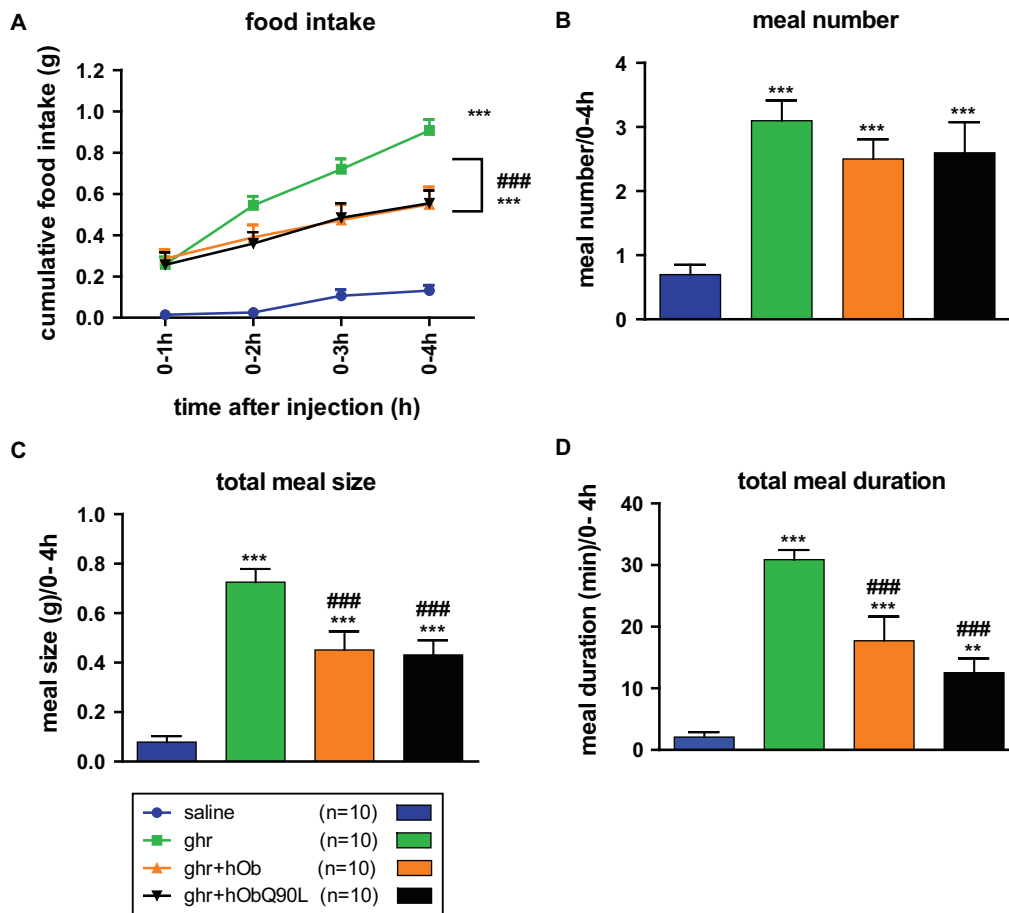 A
food intake
cumulative food intake (g)
1.2
1.0
0.8
0.6
0.4
0.2
0.0
***
###
***
0-1h
0-2h
0-3h
0-4h
time after injection (h)
B
meal number
meal number/0-4h
4
3
2
1
0
***
***
***
C
total meal size
meal size (g)/0- 4h
1.0
0.8
0.6
0.4
0.2
0.0
***
###
***
###
***
D
total meal duration
meal duration (min)/0- 4h
40
30
20
10
0
***
###
***
###
**
saline (n=10)
ghr (n=10)
ghr+hOb (n=10)
ghr+hObQ90L (n=10)